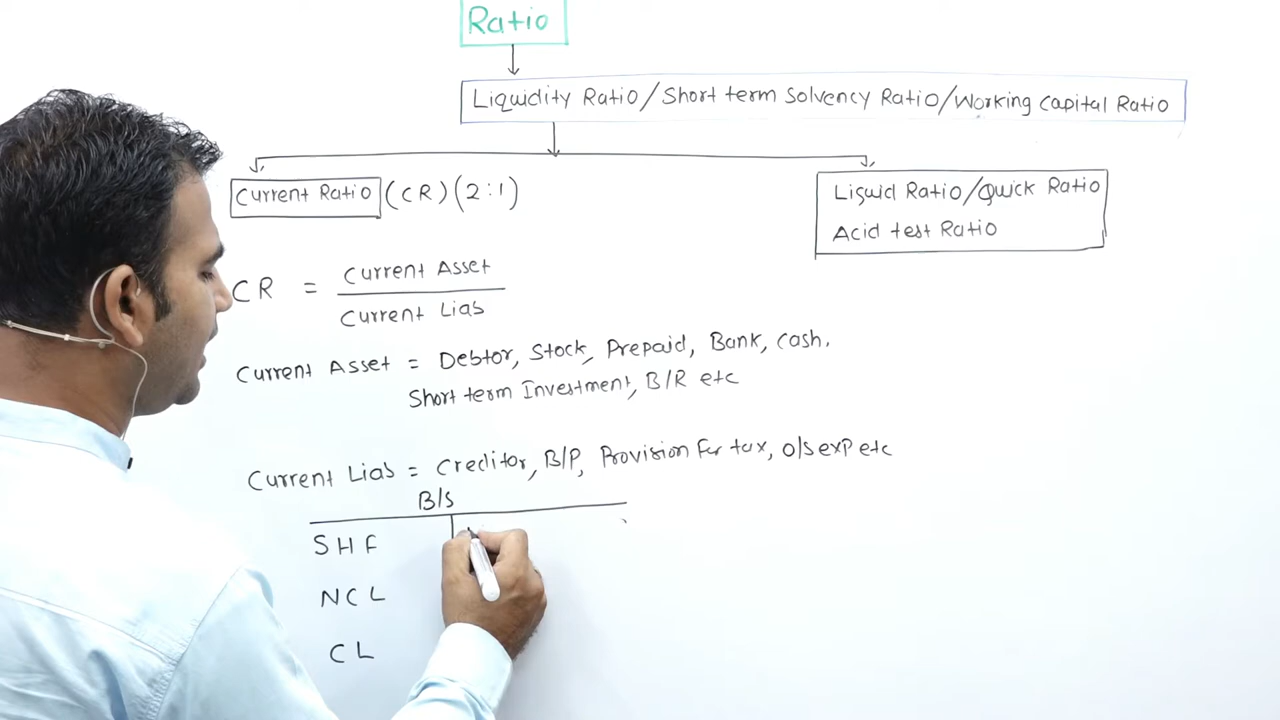 Ratio
Liquidity Ratio/Short term Solvency Ratio/Working Capital Ratio
Current Ratio (CR) (2:1)
Liquid Ratio/Quick Ratio
Acid test Ratio
CR = Current Asset
Current Liab
Current Asset = Debtor, Stock, Prepaid, Bank, Cash.
Short term Investment, B/R etc
Current Liab = Creditor, B/P, Provision For tax, O/s exp etc
B/S
SHF
NCL
CL